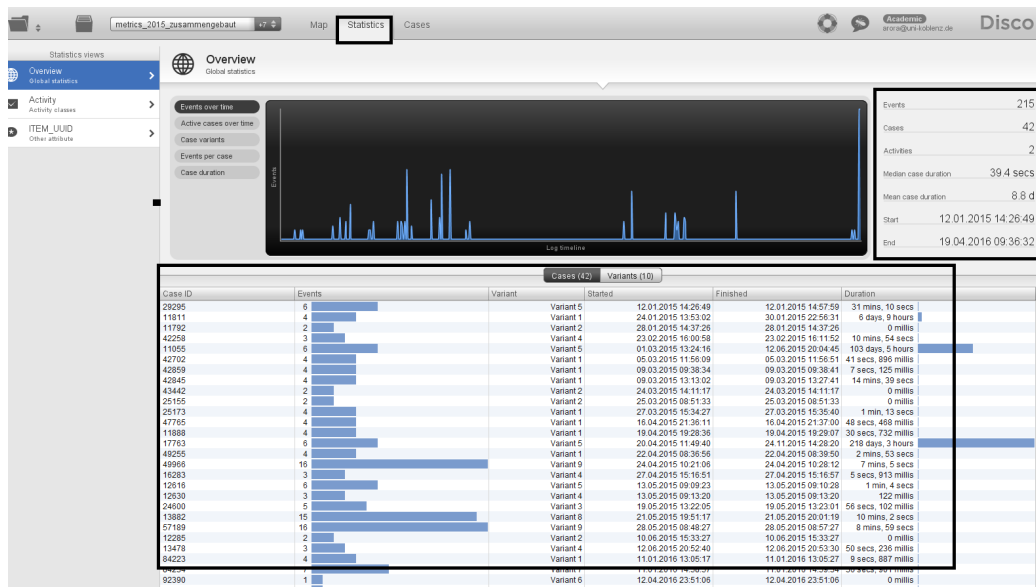 metrics_2015_zusammengebaut +7 Map Statistics Cases Academic arora@uni-koblenz.de Disco
Statistics views
Overview
Global statistics
Activity
Activity classes
ITEM_UUID
Other attribute
Overview
Global statistics
Events over time
Active cases over time
Case variants
Events per case
Case duration
Events
Log timeline
Events 215
Cases 42
Activities 2
Median case duration 39.4 secs
Mean case duration 8.8 d
Start 12.01.2015 14:26:49
End 19.04.2016 09:36:32
Cases (42) Variants (10)
Case ID Events Variant Started Finished Duration
29295 6 Variant 5 12.01.2015 14:26:49 12.01.2015 14:57:59 31 mins, 10 secs
11811 4 Variant 1 24.01.2015 13:53:02 30.01.2015 22:56:31 6 days, 9 hours
11792 2 Variant 2 28.01.2015 14:37:26 28.01.2015 14:37:26 0 millis
42258 3 Variant 4 23.02.2015 16:00:58 23.02.2015 16:11:52 10 mins, 54 secs
11055 6 Variant 5 01.03.2015 13:24:16 12.06.2015 20:04:45 103 days, 5 hours
42702 4 Variant 1 05.03.2015 11:56:09 05.03.2015 11:56:51 41 secs, 896 millis
42859 4 Variant 1 09.03.2015 09:38:34 09.03.2015 09:38:41 7 secs, 125 millis
42845 4 Variant 1 09.03.2015 13:13:02 09.03.2015 13:27:41 14 mins, 39 secs
43442 2 Variant 2 24.03.2015 14:11:17 24.03.2015 14:11:17 0 millis
25155 2 Variant 2 25.03.2015 08:51:33 25.03.2015 08:51:33 0 millis
25173 4 Variant 1 27.03.2015 15:34:27 27.03.2015 15:35:40 1 min, 13 secs
47765 4 Variant 1 16.04.2015 21:36:11 16.04.2015 21:37:00 48 secs, 468 millis
11888 4 Variant 1 19.04.2015 19:28:36 19.04.2015 19:29:07 30 secs, 732 millis
17763 6 Variant 5 20.04.2015 11:49:40 24.11.2015 14:28:20 218 days, 3 hours
49255 4 Variant 1 22.04.2015 08:36:56 22.04.2015 08:39:50 2 mins, 53 secs
49966 16 Variant 9 24.04.2015 10:21:06 24.04.2015 10:28:12 7 mins, 5 secs
16283 3 Variant 4 27.04.2015 15:16:51 27.04.2015 15:16:57 5 secs, 913 millis
12616 6 Variant 5 13.05.2015 09:09:23 13.05.2015 09:10:28 1 min, 4 secs
12630 3 Variant 4 13.05.2015 09:13:20 13.05.2015 09:13:20 122 millis
24600 5 Variant 3 19.05.2015 13:22:05 19.05.2015 13:23:01 56 secs, 102 millis
13882 15 Variant 8 21.05.2015 19:51:17 21.05.2015 20:01:19 10 mins, 2 secs
57189 16 Variant 9 28.05.2015 08:48:27 28.05.2015 08:57:27 8 mins, 59 secs
12285 2 Variant 2 10.06.2015 15:33:27 10.06.2015 15:33:27 0 millis
13478 3 Variant 4 12.06.2015 20:52:40 12.06.2015 20:53:30 50 secs, 236 millis
84223 4 Variant 1 11.01.2016 13:05:17 11.01.2016 13:05:27 9 secs, 887 millis
92390 1 Variant 6 12.04.2016 23:51:06 12.04.2016 23:51:06 0 millis